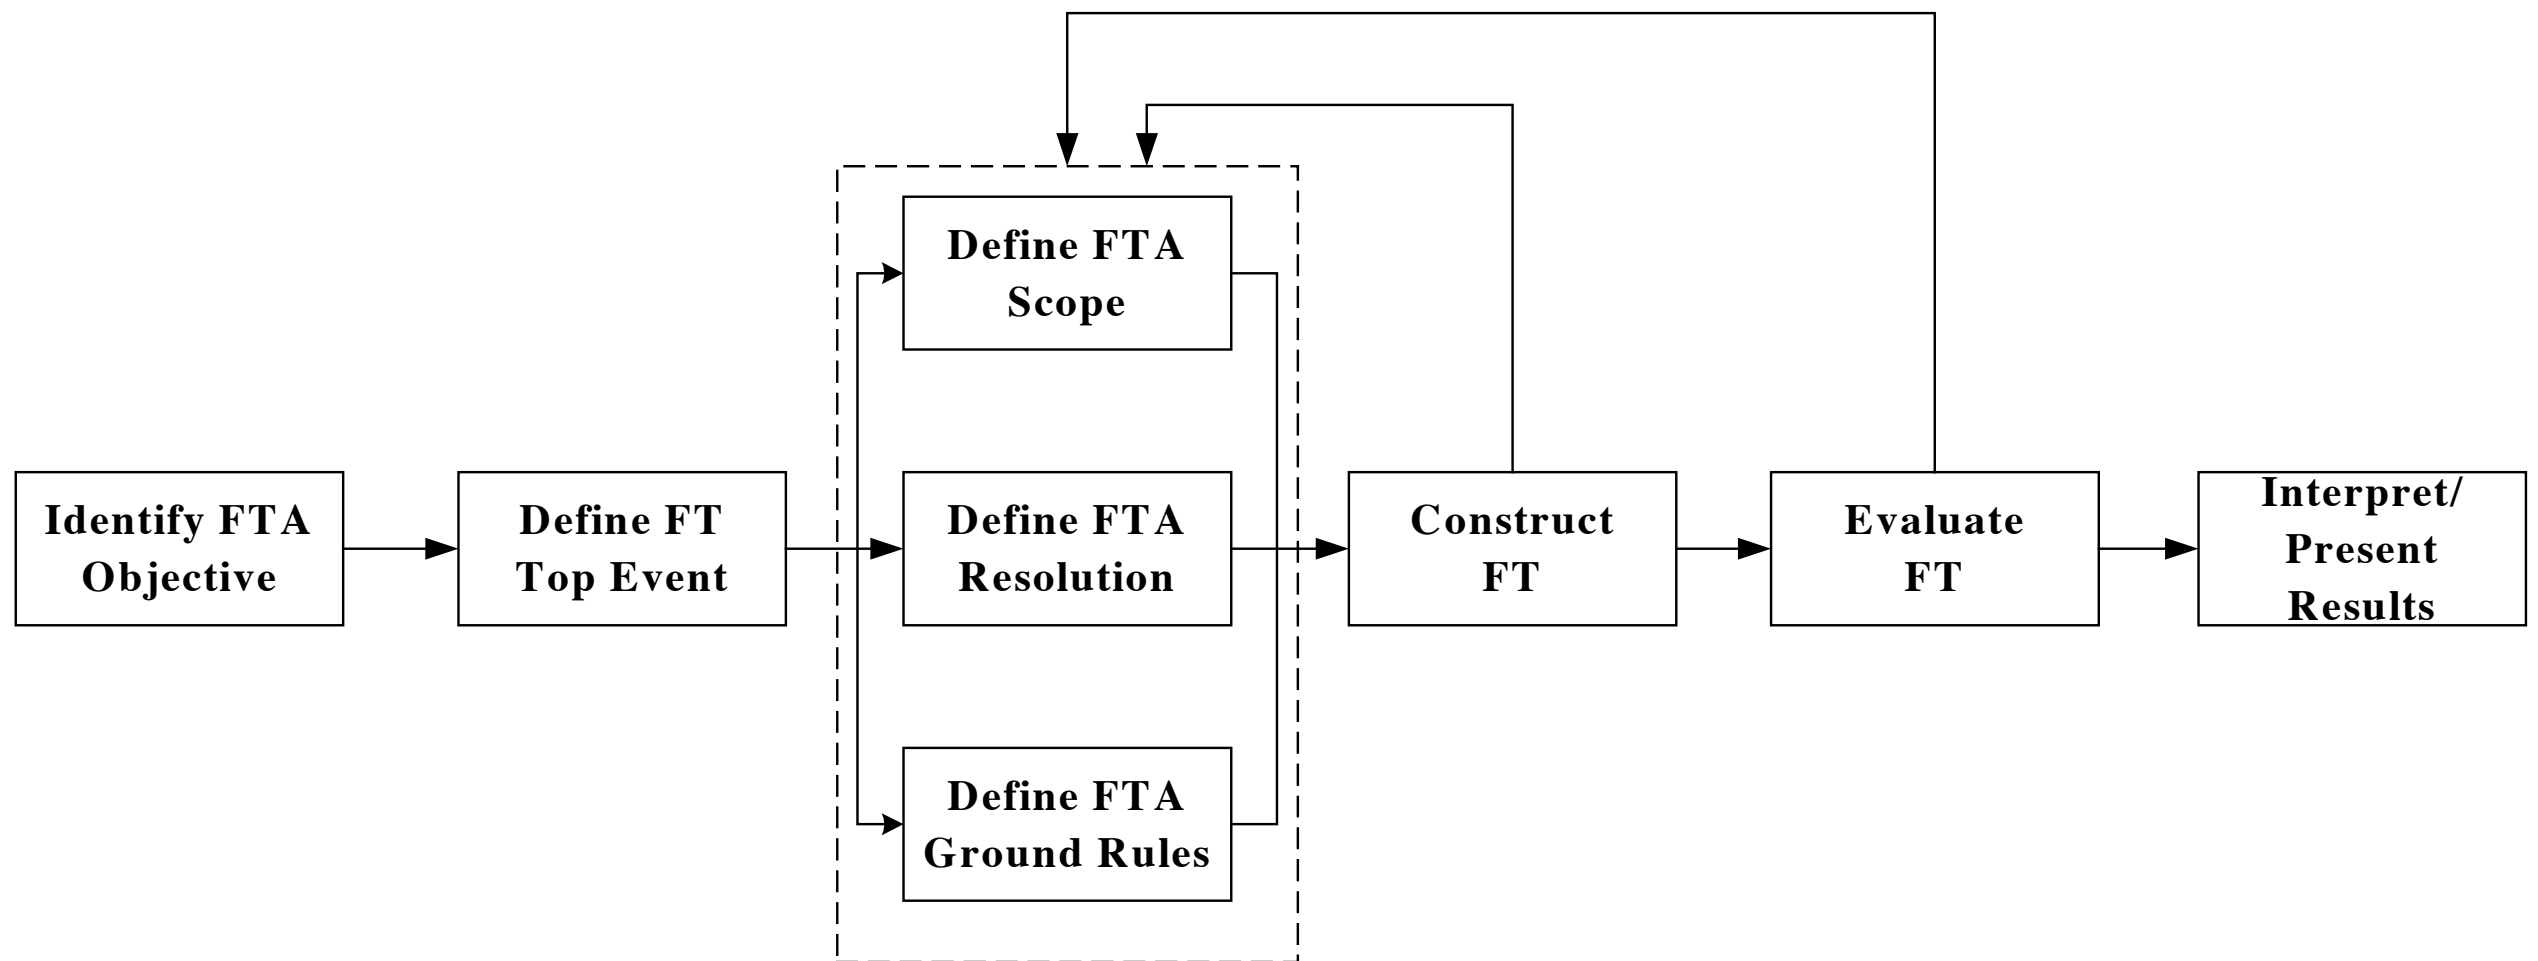 Identify FTA
Objective
Define FT
Top Event
Define FTA
Scope
Define FTA
Resolution
Define FTA
Ground Rules
Construct
FT
Evaluate
FT
Interpret/
Present
Results